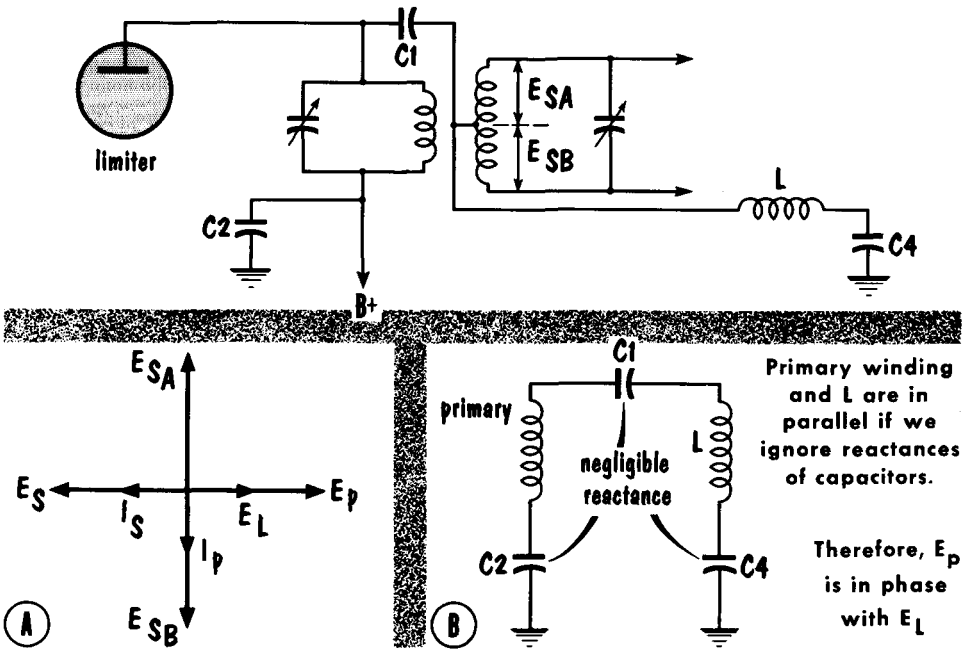 C1
limiter
E SA
E SB
L
C2
C4
B+
E SA
E S
I S
E L
E p
I p
E SB
A
C1
primary
L
negligible
reactance
C2
C4
B
Primary winding
and L are in
parallel if we
ignore reactances
of capacitors.
Therefore, E p
is in phase
with E L